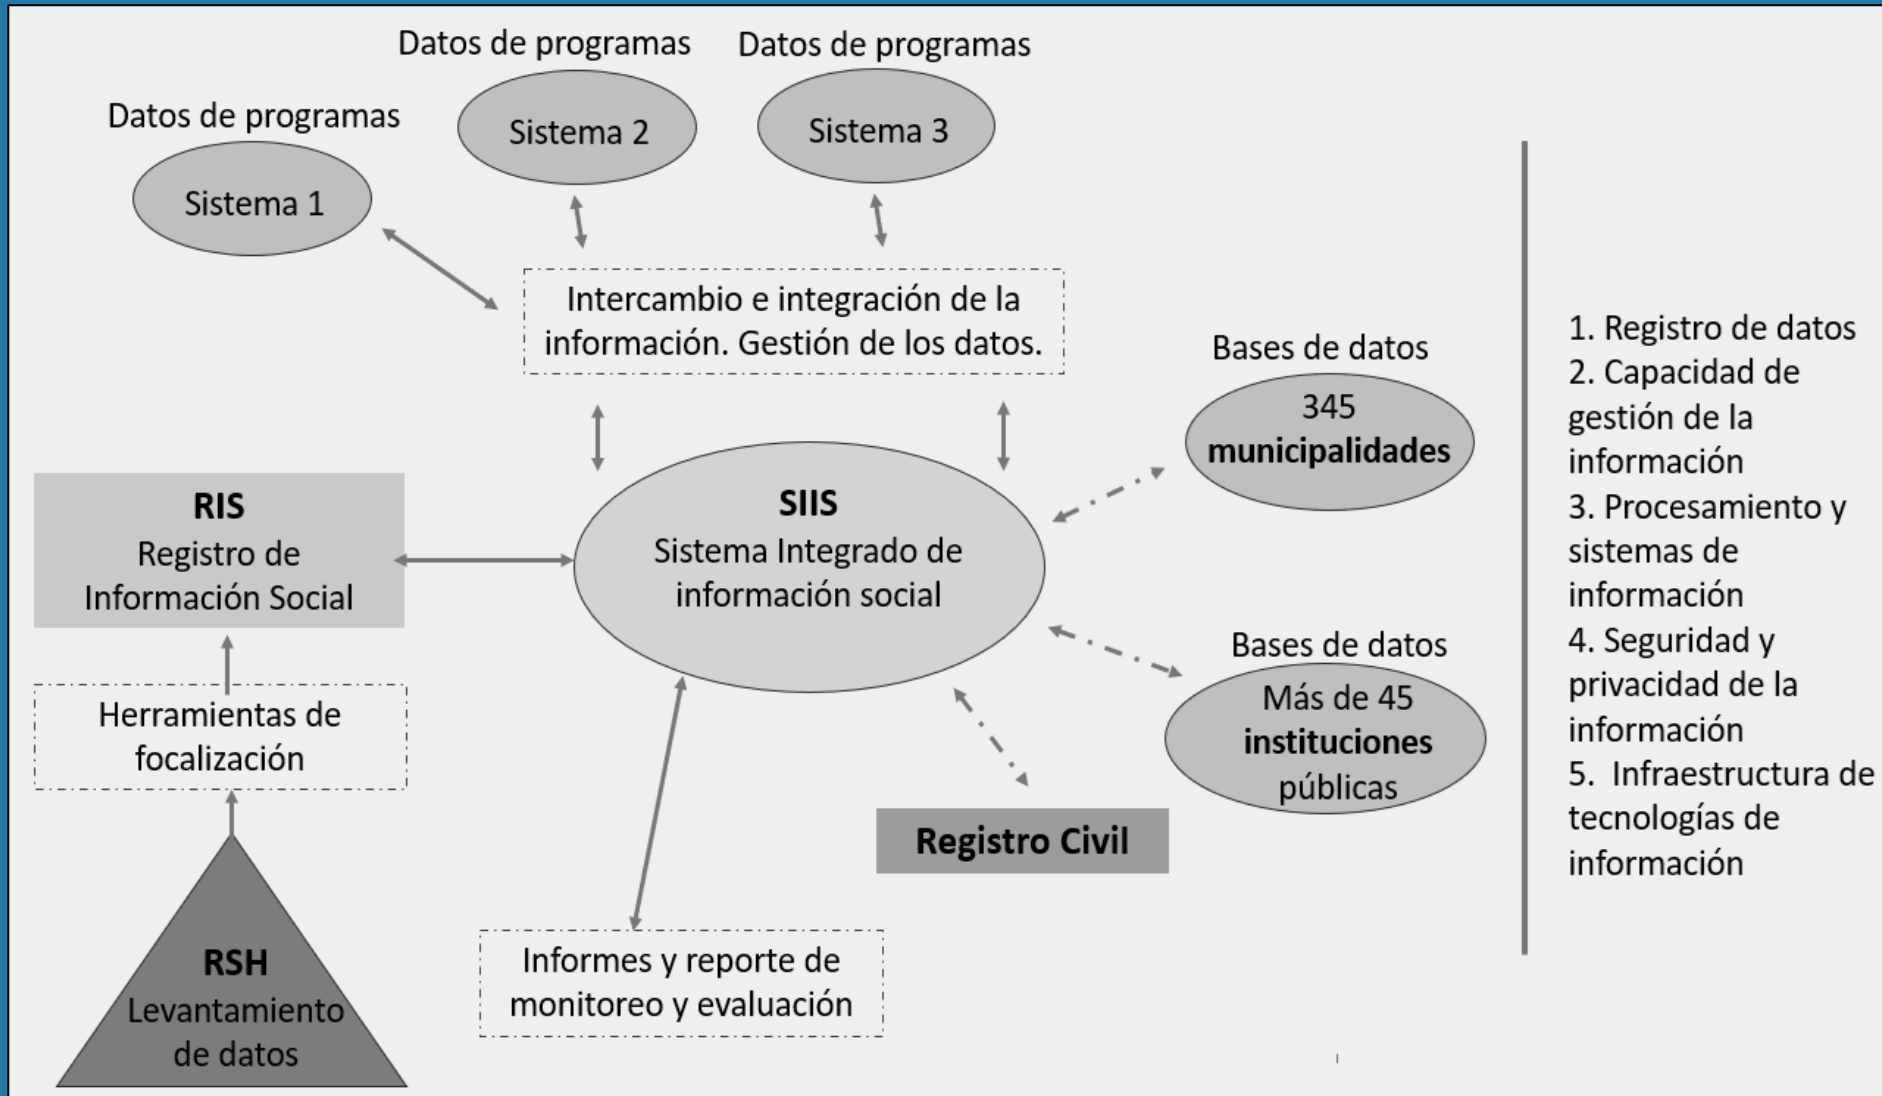 Datos de programas
Sistema 1
Datos de programas
Sistema 2
Datos de programas
Sistema 3
Intercambio e integración de la
información. Gestión de los datos.
RIS
Registro de
Información Social
SIIS
Sistema Integrado de
información social
Bases de datos
345
municipalidades
Bases de datos
Más de 45
instituciones
públicas
Registro Civil
Herramientas de
focalización
RSH
Levantamiento
de datos
Informes y reporte de
monitoreo y evaluación
1. Registro de datos
2. Capacidad de
gestión de la
información
3. Procesamiento y
sistemas de
información
4. Seguridad y
privacidad de la
información
5. Infraestructura de
tecnologías de
información